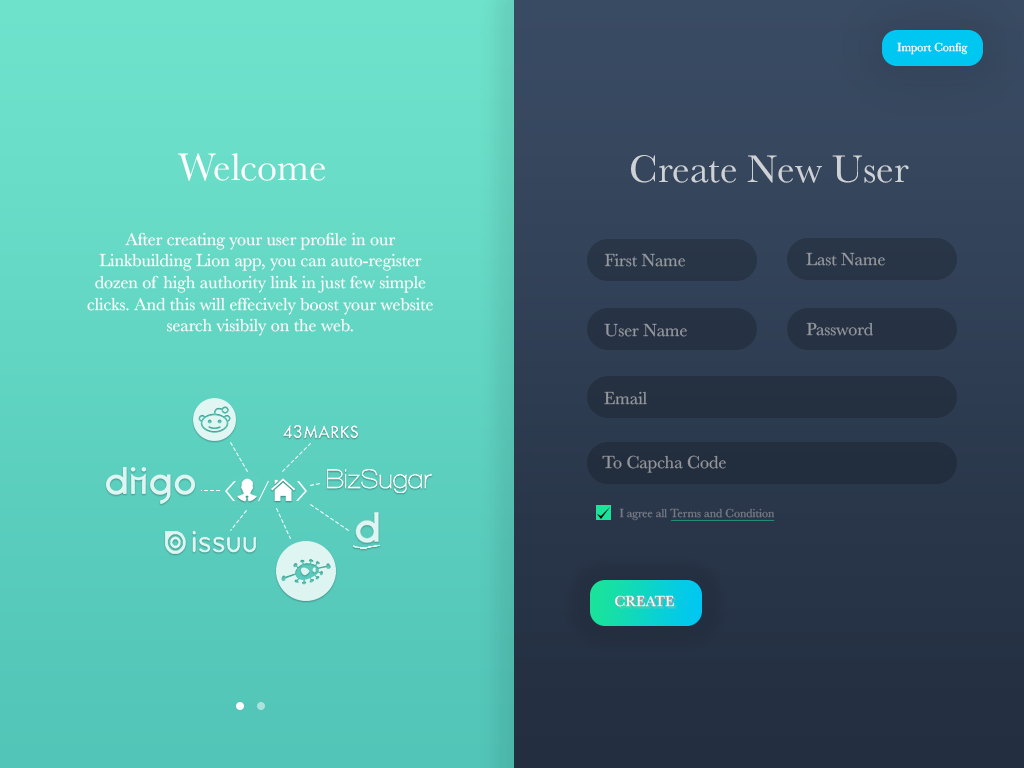 Welcome
After creating your user profile in our
Linkbuilding Lion app, you can auto-register
dozen of high authority link in just few simple
clicks. And this will effecively boost your website
search visibily on the web.
43MARKS
diigo
BizSugar
issuu
d
Import Config
Create New User
First Name
Last Name
User Name
Password
Email
To Capcha Code
I agree all Terms and Condition
CREATE